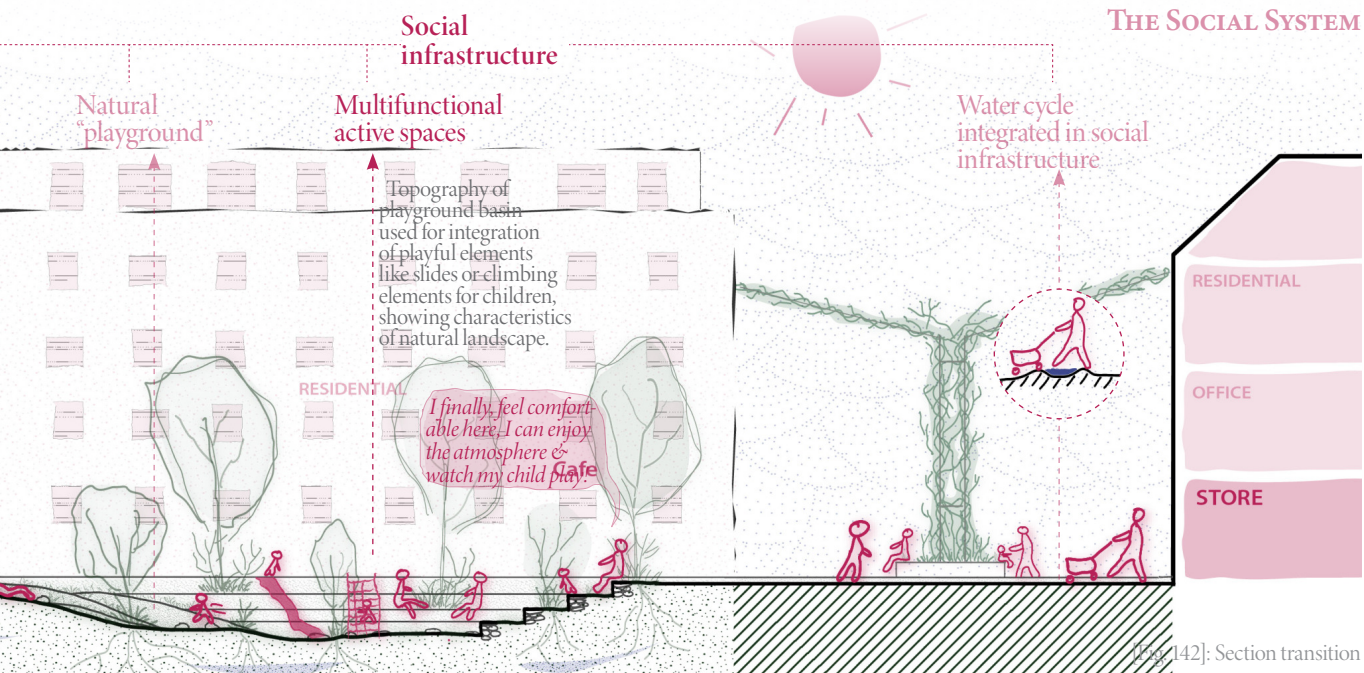 THE SOCIAL SYSTEM
Social
infrastructure
Natural
"playground"
Multifunctional
active spaces
Water cycle
integrated in social
infrastructure
Topography of
playground basin
used for integration
of playful elements
like slides or climbing
elements for children,
showing characteristics
of natural landscape.
RESIDENTIAL
I finally, feel comfort-
able here, I can enjoy
the atmosphere &
watch my child play!
Cafe
RESIDENTIAL
OFFICE
STORE
[Fig. 142]: Section transition